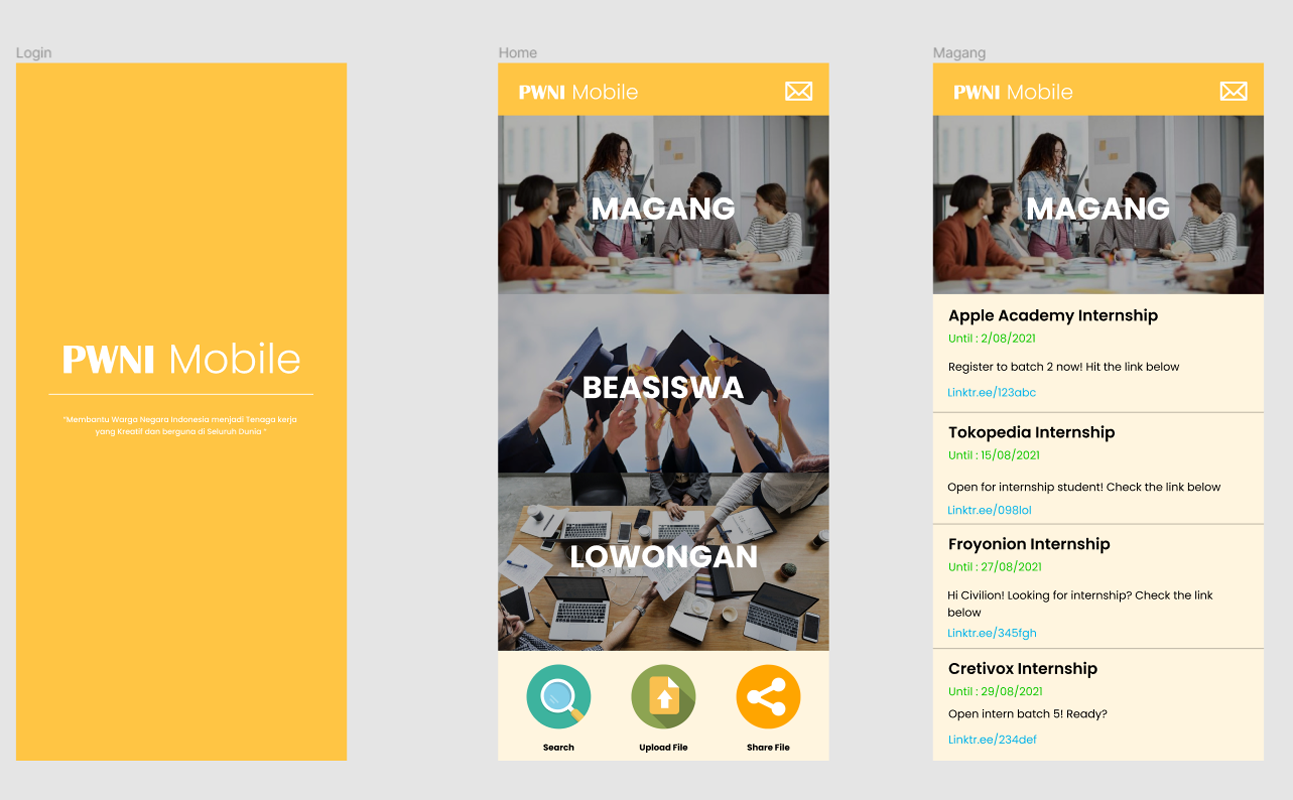 Login
PWNI Mobile
"Membantu Warga Negara Indonesia menjadi Tenaga kerja
yang Kreatif dan berguna di Seluruh Dunia "
Home
PWNI Mobile
MAGANG
BEASISWA
LOWONGAN
Search
Upload File
Share File
Magang
PWNI Mobile
MAGANG
Apple Academy Internship
Until : 2/08/2021
Register to batch 2 now! Hit the link below
Linktr.ee/123abc
Tokopedia Internship
Until : 15/08/2021
Open for internship student! Check the link below
Linktr.ee/098lol
Froyonion Internship
Until : 27/08/2021
Hi Civilion! Looking for internship? Check the link
below
Linktr.ee/345fgh
Cretivox Internship
Until : 29/08/2021
Open intern batch 5! Ready?
Linktr.ee/234def